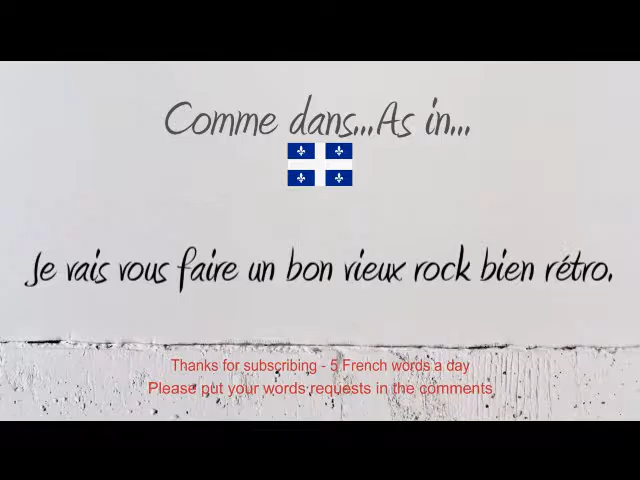 Comme dans...As in...
Je vais vous faire un bon vieux rock bien rétro.
Thanks for subscribing - 5 French words a day
Please put your words requests in the comments